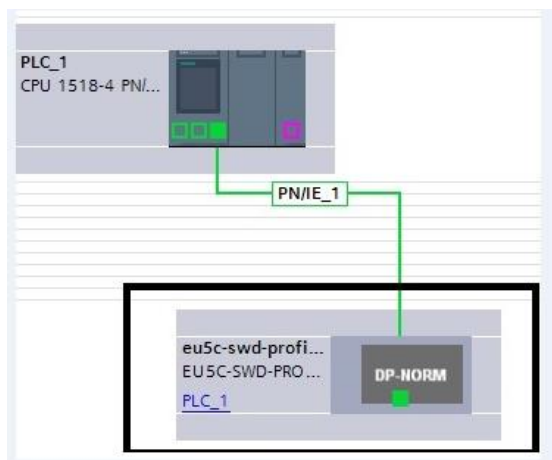 PLC_1
CPU 1518-4 PN/...
PN/IE_1
eu5c-swd-profi...
EU5C-SWD-PRO...
DP-NORM
PLC_1